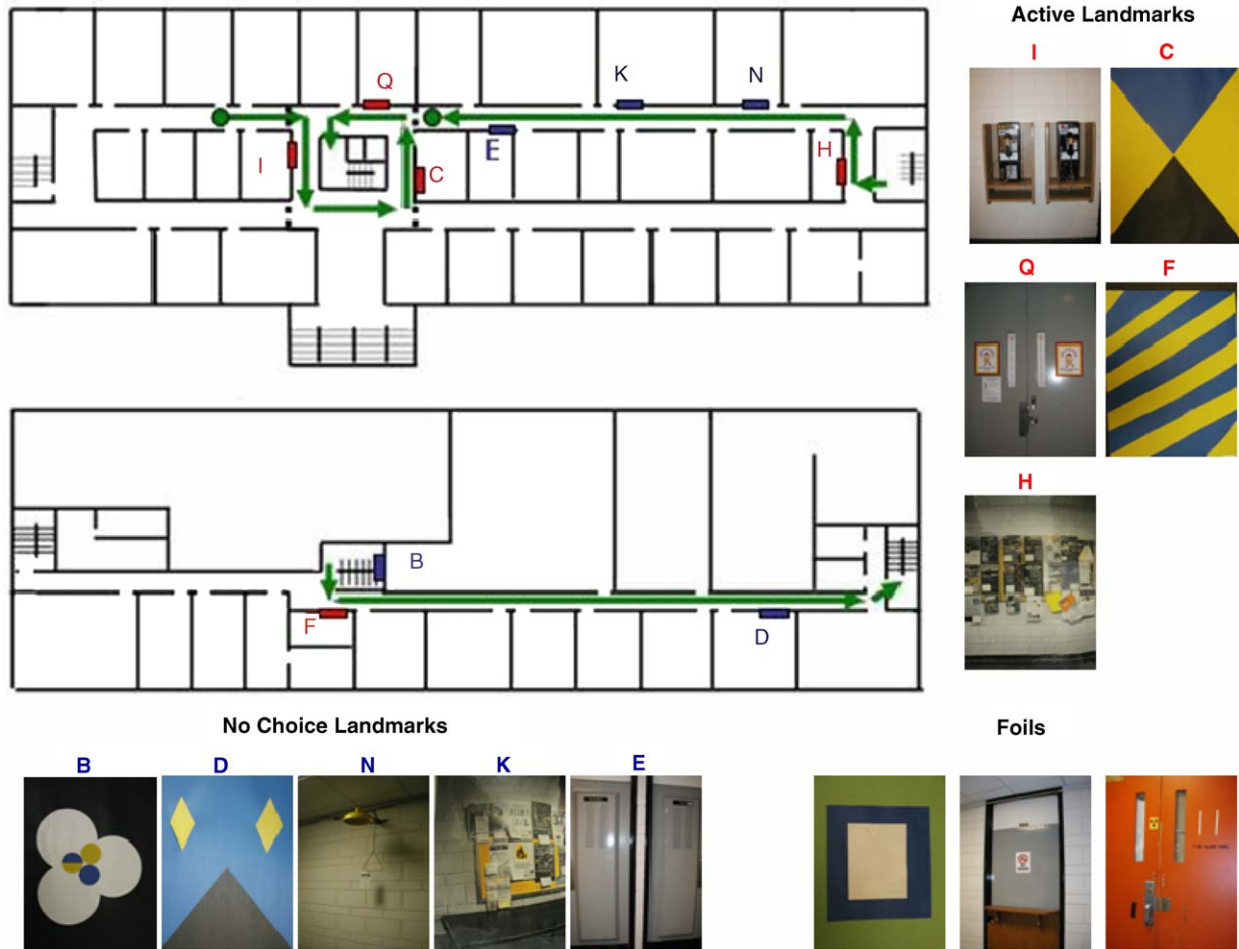 Active Landmarks
I C
Q
K N
E
I
C
H
Q F
B
F
D
H
No Choice Landmarks
Foils
B D N K E